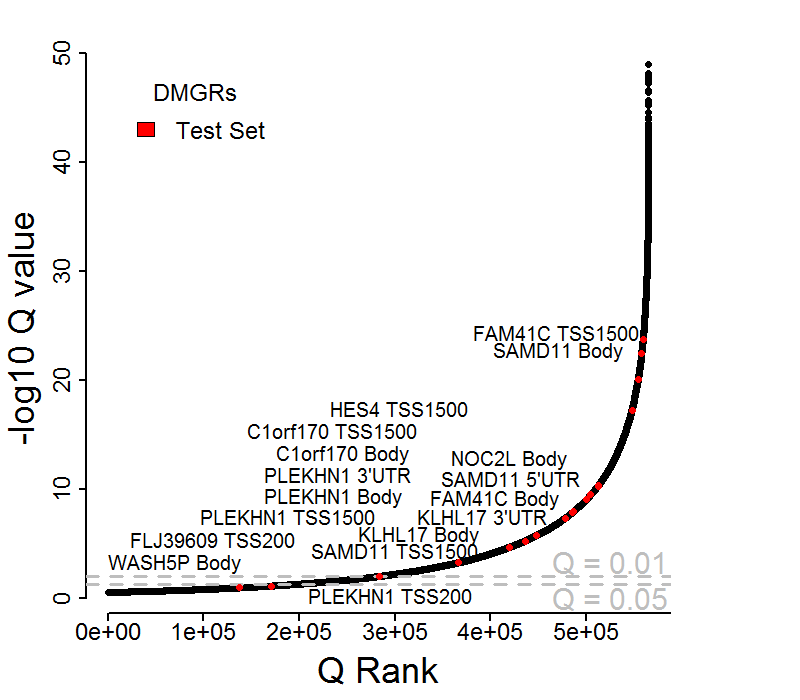 50
40
30
20
10
0
-log10 Q value
DMGRs
Test Set
FAM41C TSS1500
SAMD11 Body
HES4 TSS1500
C1orf170 TSS1500
C1orf170 Body
NOC2L Body
PLEKHN1 3'UTR
SAMD11 5'UTR
PLEKHN1 Body
FAM41C Body
PLEKHN1 TSS1500
KLHL17 3'UTR
FLJ39609 TSS200
KLHL17 Body
SAMD11 TSS1500
WASH5P Body
Q = 0.01
PLEKHN1 TSS200
Q = 0.05
0e+00 1e+05 2e+05 3e+05 4e+05 5e+05
Q Rank